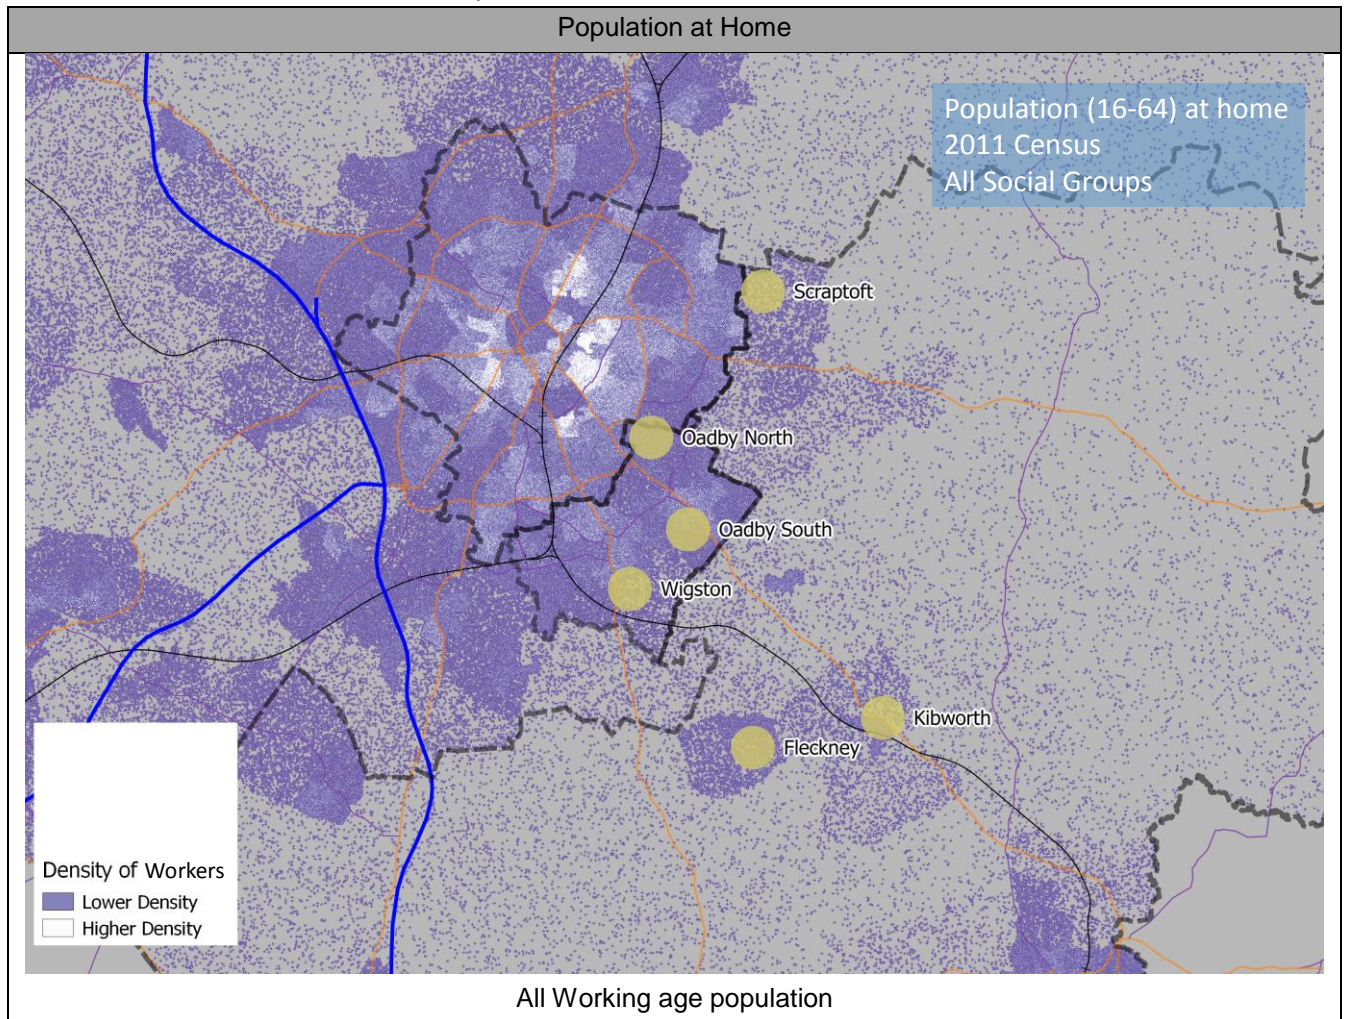 Population at Home
Population (16-64) at home
2011 Census
All Social Groups
Scraptoft
Oadby North
Oadby South
Wigston
Kibworth
Fleckney
Density of Workers
Lower Density
Higher Density
All Working age population